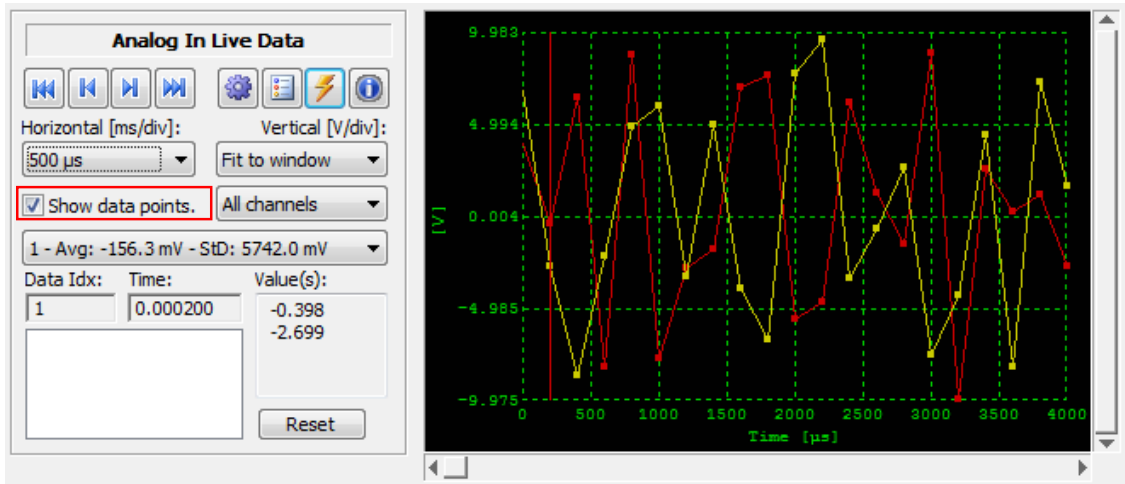 Analog In Live Data
Horizontal [ms/div]: Vertical [V/div]:
500 µs Fit to window
Show data points. All channels
1 - Avg: -156.3 mV - StD: 5742.0 mV
Data Idx: Time: Value(s):
1 0.000200 -0.398
-2.699
Reset
9.983
4.994
0.004
-4.985
-9.975
[V]
0 500 1000 1500 2000 2500 3000 3500 4000
Time [µs]